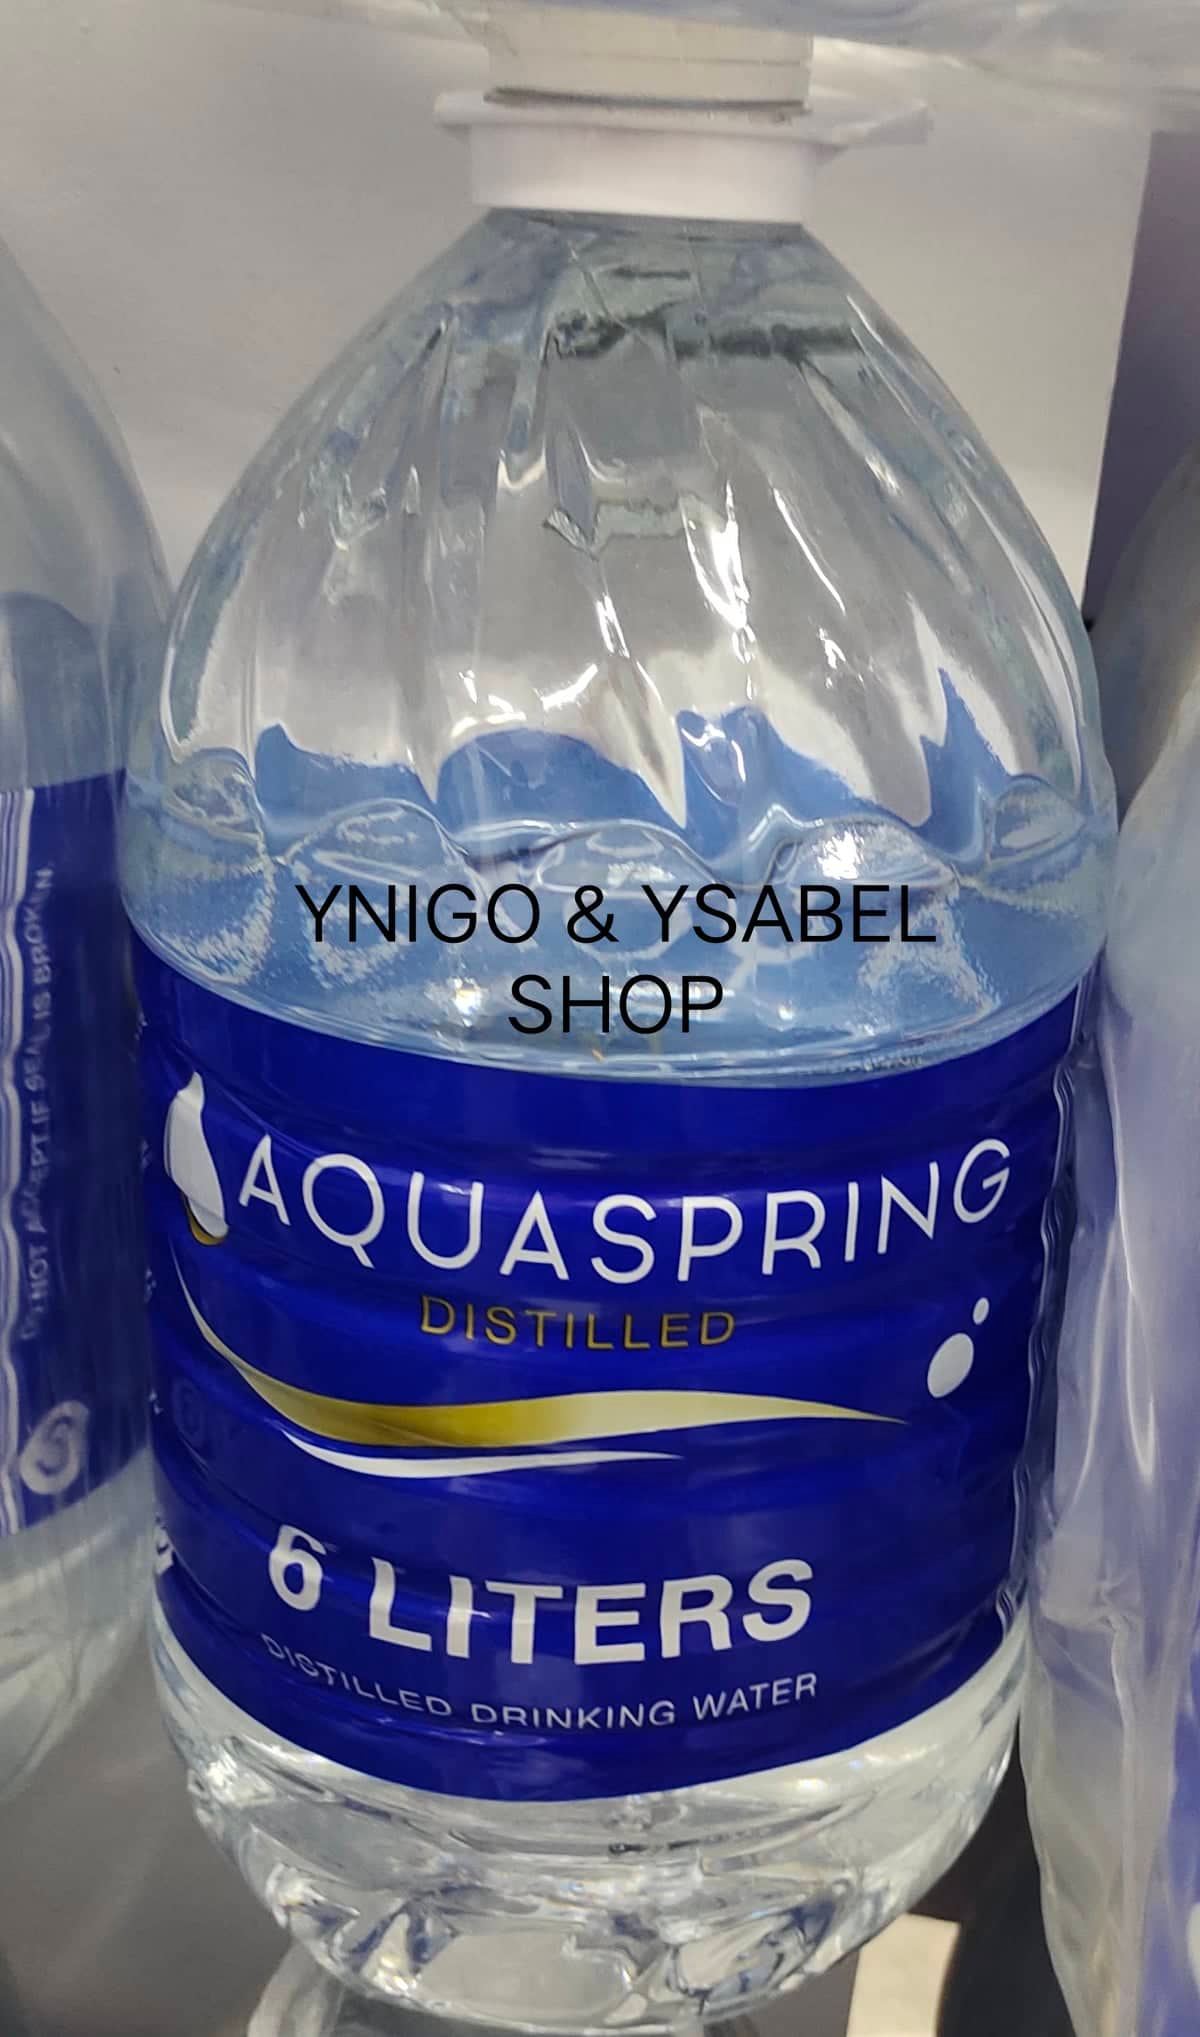 YNIGO & YSABEL
SHOP
AQUASPRING
DISTILLED
6 LITERS
DISTILLED DRINKING WATER
NOT ACCEPT IF SEAL IS BROKEN